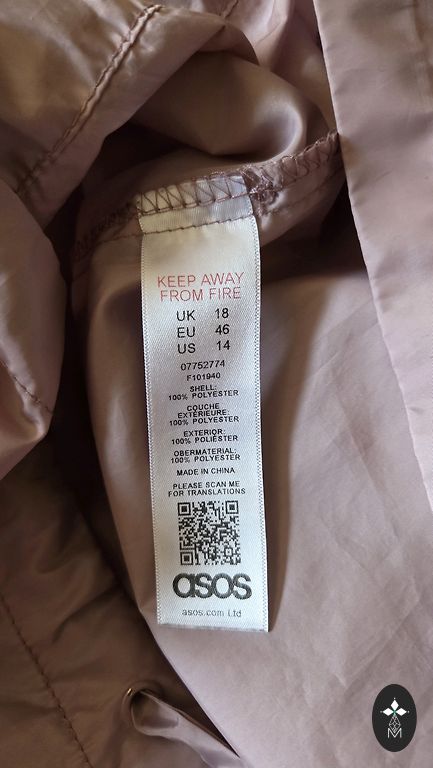 KEEP AWAY
FROM FIRE
UK 18
EU 46
US 14
07752774
F101940
SHELL:
100% POLYESTER
COUCHE
EXTÉRIEURE:
100% POLYESTER
EXTERIOR:
100% POLIÉSTER
OBERMATERIAL:
100% POLYESTER
MADE IN CHINA
PLEASE SCAN ME
FOR TRANSLATIONS
asos
asos.com Ltd
M